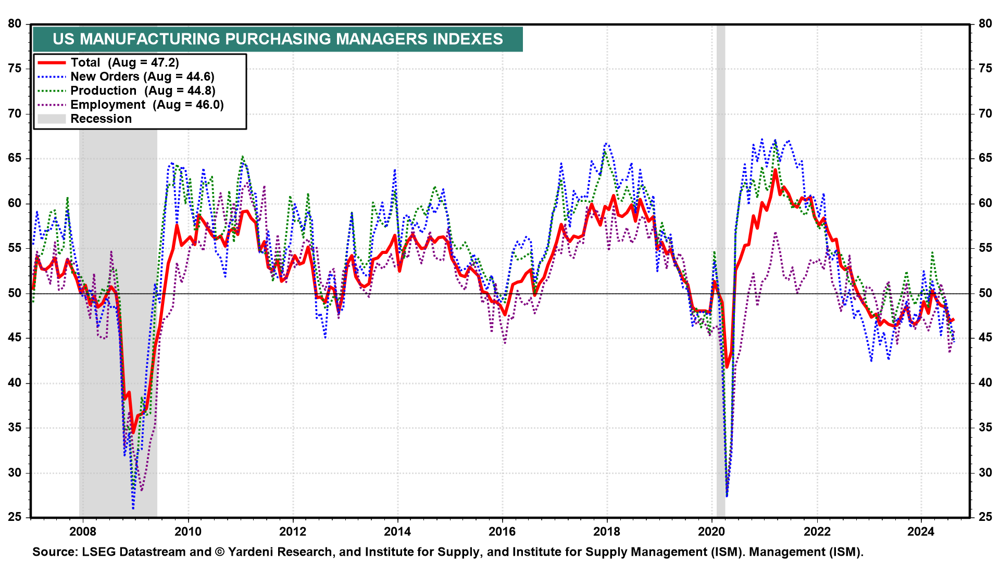 US MANUFACTURING PURCHASING MANAGERS INDEXES
Total (Aug = 47.2)
New Orders (Aug = 44.6)
Production (Aug = 44.8)
Employment (Aug = 46.0)
Recession
80 80
75 75
70 70
65 65
60 60
55 55
50 50
45 45
40 40
35 35
30 30
25 25
2008 2010 2012 2014 2016 2018 2020 2022 2024
Source: LSEG Datastream and © Yardeni Research, and Institute for Supply, and Institute for Supply Management (ISM). Management (ISM).